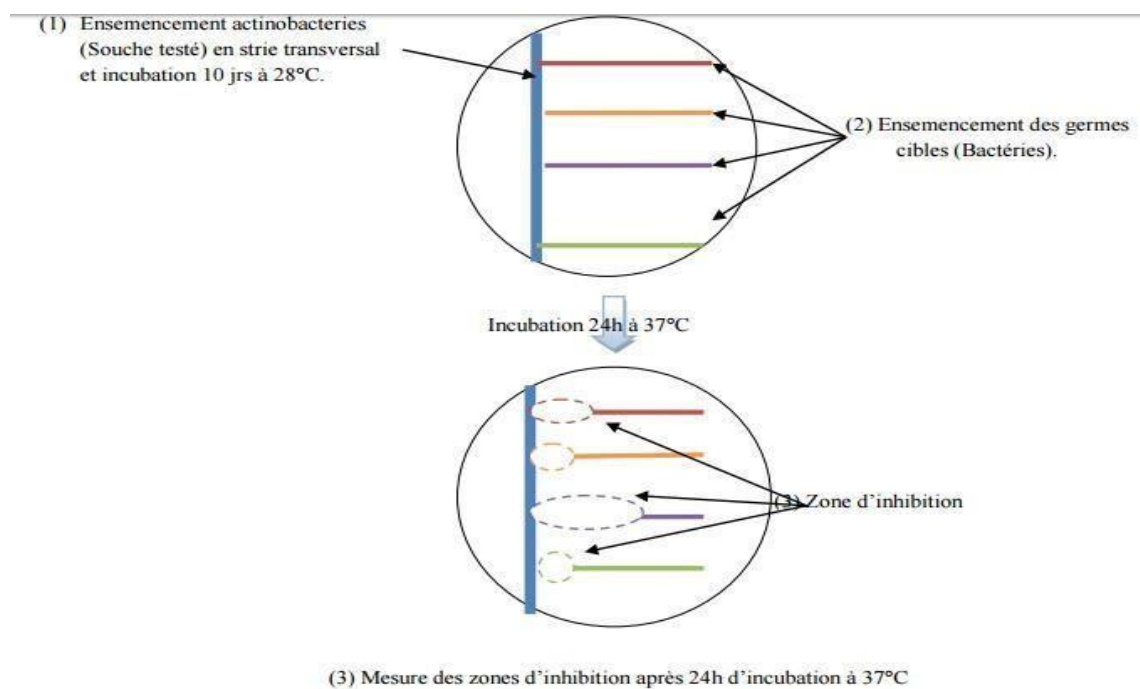 (1) Ensemencement actinobacteries
(Souche testé) en strie transversal
et incubation 10 jrs à 28°C.
(2) Ensemencement des germes
cibles (Bactéries).
Incubation 24h à 37°C
(3) Zone d'inhibition
(3) Mesure des zones d'inhibition après 24h d'incubation à 37°C